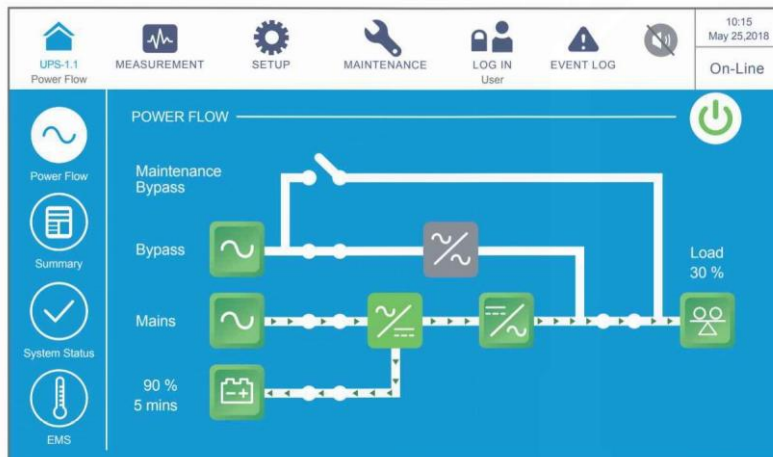 UPS-1.1
Power Flow
MEASUREMENT
SETUP
MAINTENANCE
LOG IN
User
EVENT LOG
10:15
May 25,2018
On-Line
Power Flow
Summary
System Status
EMS
POWER FLOW
Maintenance
Bypass
Bypass
Mains
90 %
5 mins
Load
30 %